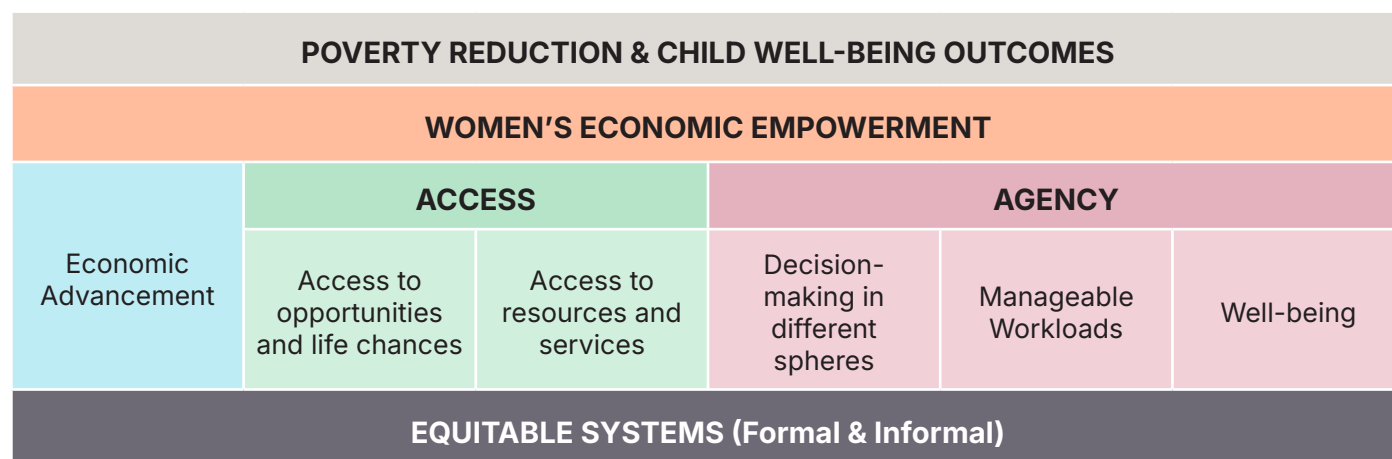 POVERTY REDUCTION & CHILD WELL-BEING OUTCOMES
WOMEN’S ECONOMIC EMPOWERMENT
Economic
Advancement
ACCESS
Access to
opportunities
and life chances
Access to
resources and
services
AGENCY
Decision-
making in
different
spheres
Manageable
Workloads
Well-being
EQUITABLE SYSTEMS (Formal & Informal)